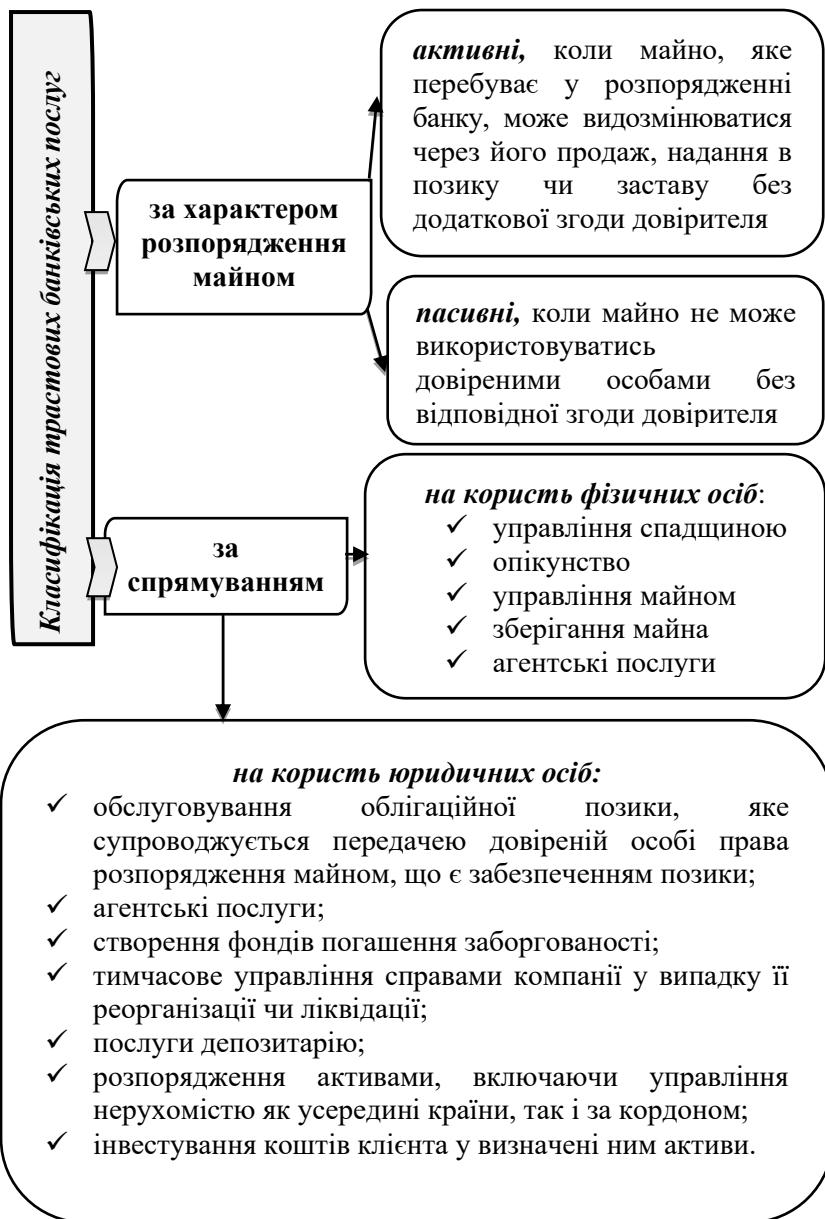 Класифікація трастових банківських послуг
за характером
розпорядження
майном
активні, коли майно, яке
перебуває у розпорядженні
банку, може видозмінюватися
через його продаж, надання в
позику чи заставу без
додаткової згоди довірителя
пасивні, коли майно не може
використовуватись
довіреними особами без
відповідної згоди довірителя
за
спрямуванням
на користь фізичних осіб:
✓ управління спадщиною
✓ опікунство
✓ управління майном
✓ зберігання майна
✓ агентські послуги
на користь юридичних осіб:
✓ обслуговування облігаційної позики, яке
супроводжується передачею довіреній особі права
розпорядження майном, що є забезпеченням позики;
✓ агентські послуги;
✓ створення фондів погашення заборгованості;
✓ тимчасове управління справами компанії у випадку її
реорганізації чи ліквідації;
✓ послуги депозитарію;
✓ розпорядження активами, включаючи управління
нерухомістю як усередині країни, так і за кордоном;
✓ інвестування коштів клієнта у визначені ним активи.